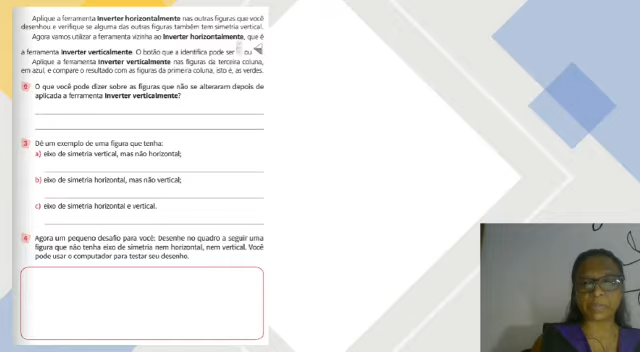 Aplique a ferramenta Inverter horizontalmente nas outras figuras que você
desenhou e verifique se alguma das outras figuras também tem simetria vertical.
Agora vamos utilizar a ferramenta vizinha ao Inverter horizontalmente, que é
a ferramenta Inverter verticalmente. O botão que a identifica pode ser ou
Aplique a ferramenta Inverter verticalmente nas figuras da terceira coluna,
em azul, e compare o resultado com as figuras da primeira coluna, isto é, as verdes.
O que você pode dizer sobre as figuras que não se alteraram depois de
aplicada a ferramenta Inverter verticalmente?
3 Dê um exemplo de uma figura que tenha:
a) eixo de simetria vertical, mas não horizontal;
b) eixo de simetria horizontal, mas não vertical;
c) eixo de simetria horizontal e vertical.
4 Agora um pequeno desafio para você: Desenhe no quadro a seguir uma
figura que não tenha eixo de simetria nem horizontal, nem vertical. Você
pode usar o computador para testar seu desenho.